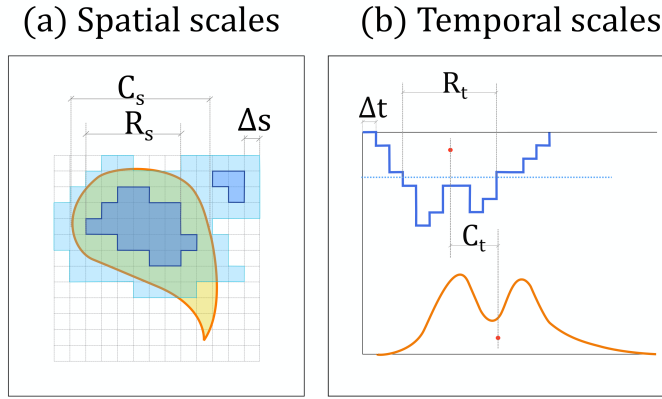 (a) Spatial scales
(b) Temporal scales
Cₛ
Rₛ
Δs
Rₜ
Δt
Cₜ